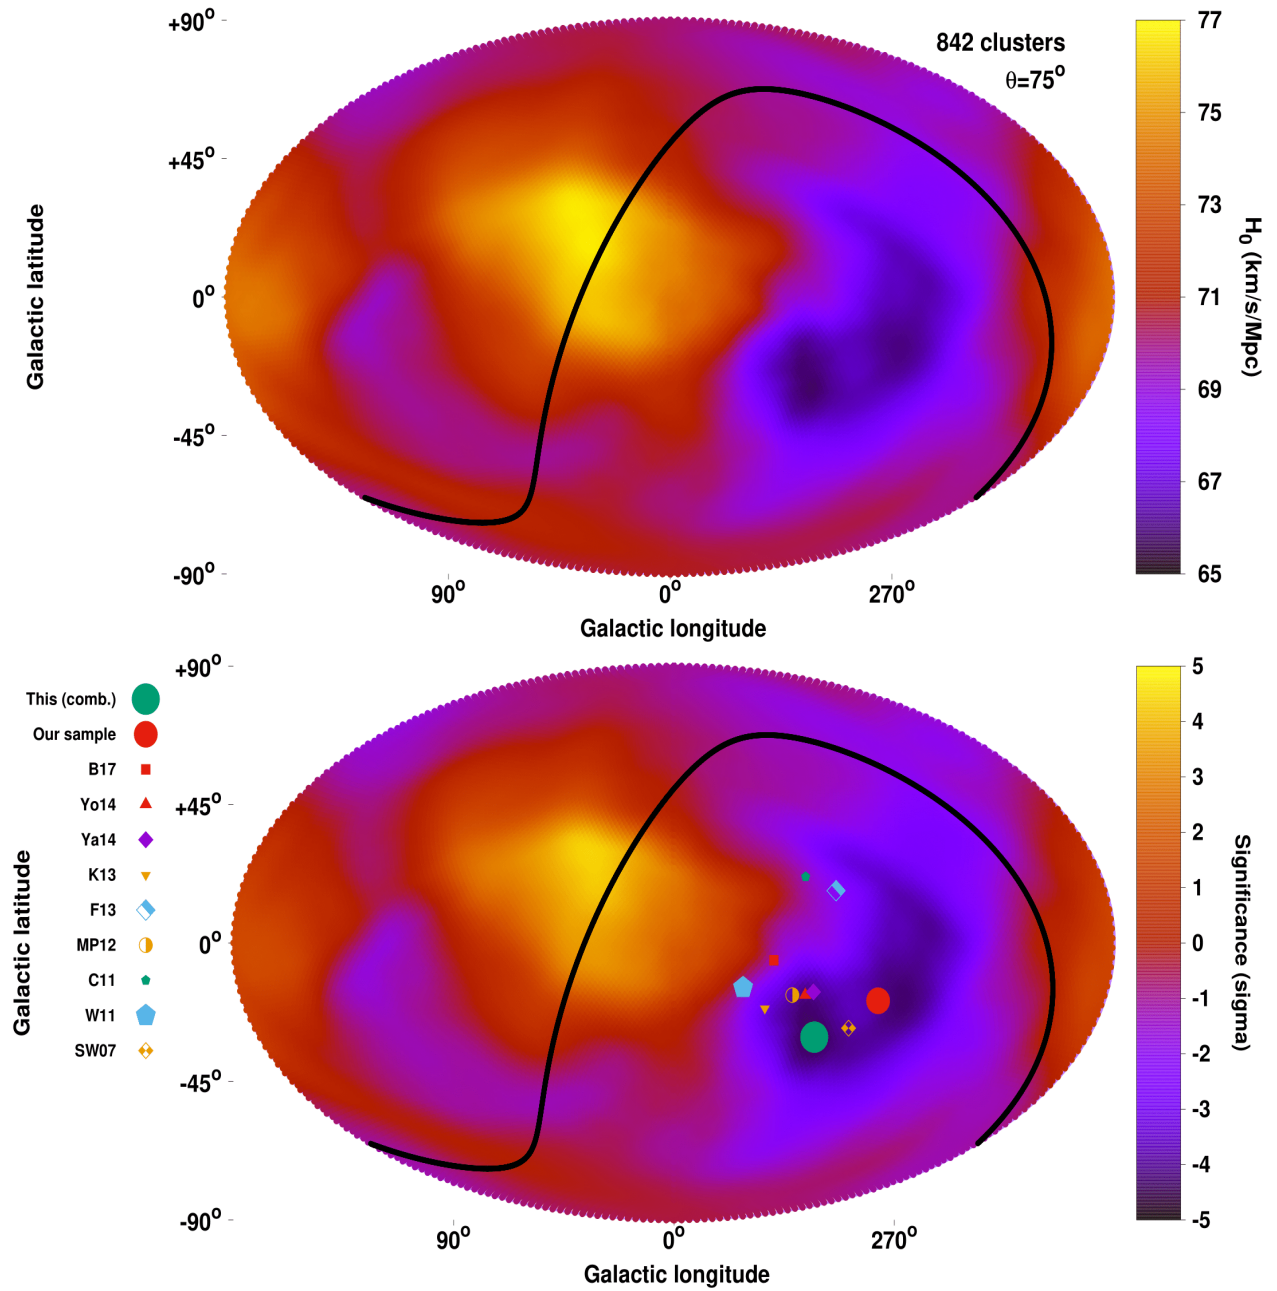 +90°
+45°
0°
-45°
-90°
Galactic latitude
842 clusters
θ=75°
90°
0°
270°
Galactic longitude
77
75
73
71
69
67
65
H₀ (km/s/Mpc)
+90°
+45°
0°
-45°
-90°
Galactic latitude
This (comb.)
Our sample
B17
Yo14
Ya14
K13
F13
MP12
C11
W11
SW07
90°
0°
270°
Galactic longitude
5
4
3
2
1
0
-1
-2
-3
-4
-5
Significance (sigma)